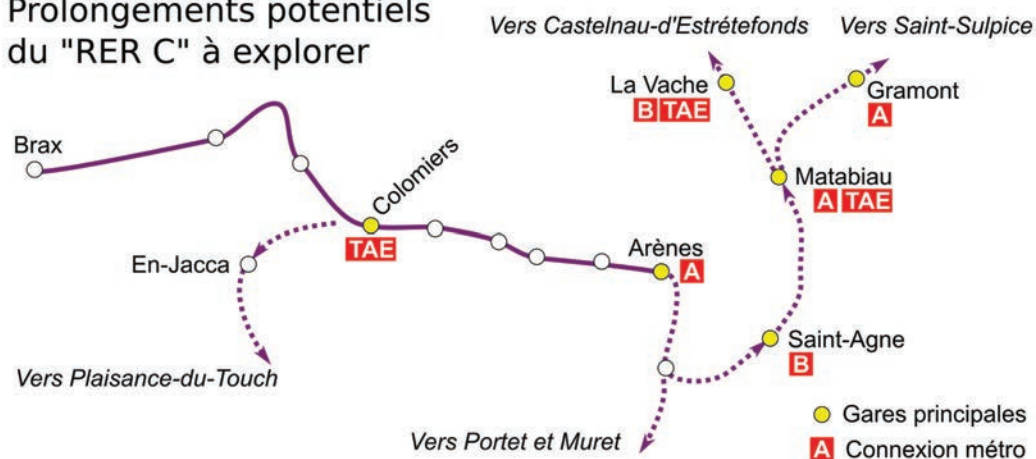 Prolongements potentiels
du "RER C" à explorer
Vers Castelnau-d'Estrétefonds
Vers Saint-Sulpice
La Vache
B TAE
Gramont
A
Brax
Colomiers
TAE
Matabiau
A TAE
En-Jacca
Arènes
A
Saint-Agne
B
Vers Plaisance-du-Touch
Vers Portet et Muret
Gares principales
A Connexion métro